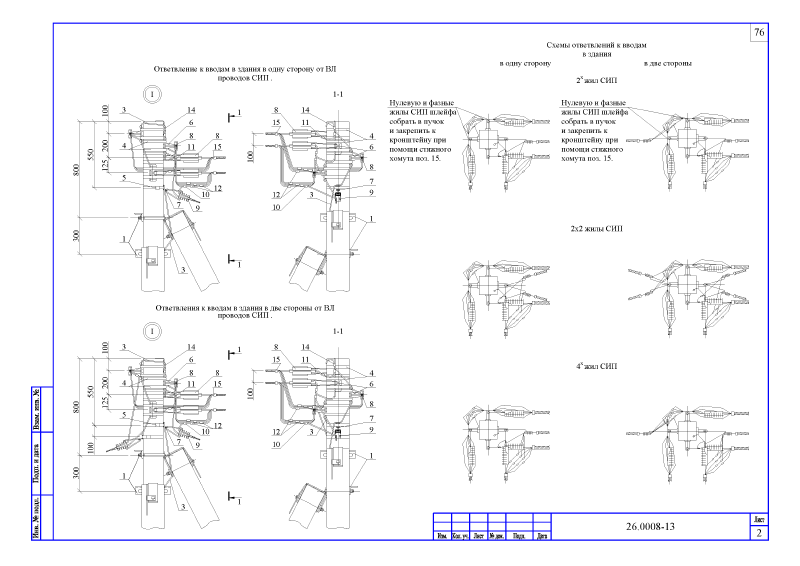 76
Ответвление к вводам в здания в одну сторону от ВЛ
проводов СИП .
1
1-1
3
14
6
8
11
8
15
4
5
12
10
7
9
1
3
1
1
100
200
125
550
800
300
8
14
15
11
4
6
8
7
9
12
10
3
1
100
Ответвления к вводам в здания в две стороны от ВЛ
проводов СИП .
1
1-1
3
14
6
8
11
8
15
4
5
12
10
7
9
1
3
1
1
100
200
125
550
800
100
300
8
14
15
11
4
6
8
7
9
12
10
3
1
100
Схемы ответвлений к вводам
в здания
в одну сторону
в две стороны
2х жил СИП
Нулевую и фазные
жилы СИП шлейфа
собрать в пучок
и закрепить к
кронштейну при
помощи стяжного
хомута поз. 15.
Нулевую и фазные
жилы СИП шлейфа
собрать в пучок
и закрепить к
кронштейну при
помощи стяжного
хомута поз. 15.
2х2 жилы СИП
4х жил СИП
Взам. инв. №
Подп. и дата
Инв. № подл.
Изм. Кол. уч. Лист № док. Подп. Дата
26.0008-13
Лист
2